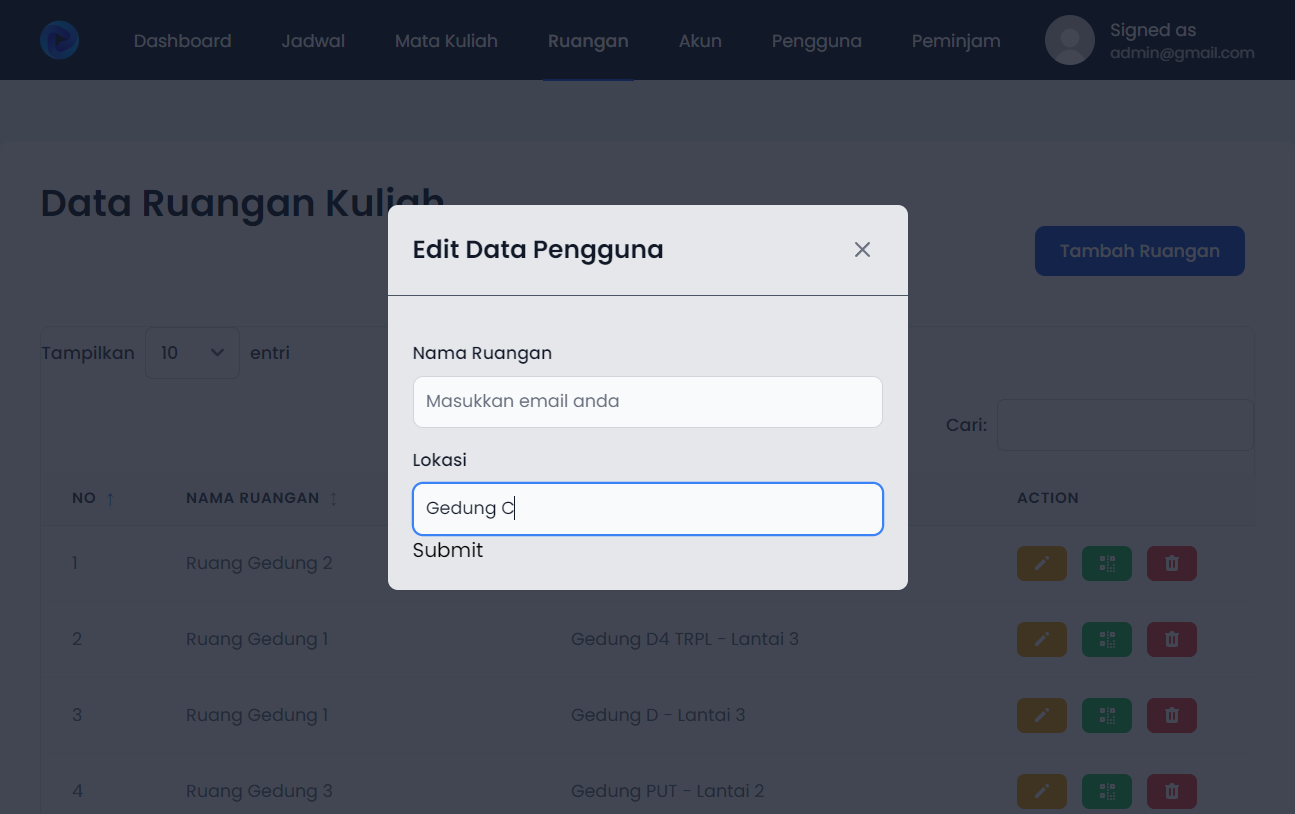 Dashboard Jadwal Mata Kuliah Ruangan Akun Pengguna Peminjam Signed as
admin@gmail.com
Data Ruangan Kuliah
Tambah Ruangan
Edit Data Pengguna
Nama Ruangan
Masukkan email anda
Lokasi
Gedung C
Submit
Tampilkan 10 entri
Cari:
NO NAMA RUANGAN ACTION
1 Ruang Gedung 2
2 Ruang Gedung 1 Gedung D4 TRPL - Lantai 3
3 Ruang Gedung 1 Gedung D - Lantai 3
4 Ruang Gedung 3 Gedung PUT - Lantai 2